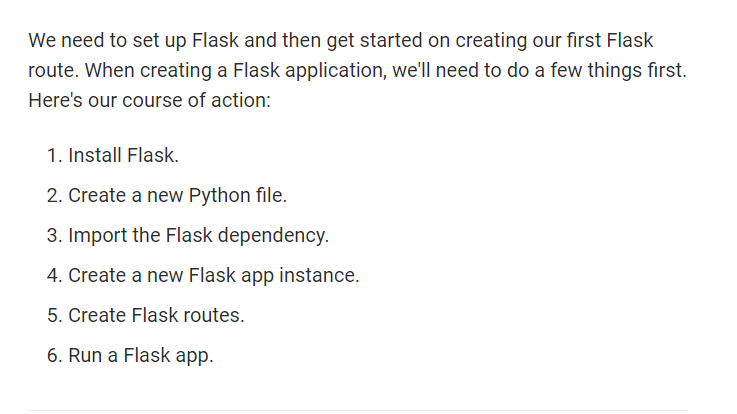 We need to set up Flask and then get started on creating our first Flask
route. When creating a Flask application, we'll need to do a few things first.
Here's our course of action:
1. Install Flask.
2. Create a new Python file.
3. Import the Flask dependency.
4. Create a new Flask app instance.
5. Create Flask routes.
6. Run a Flask app.